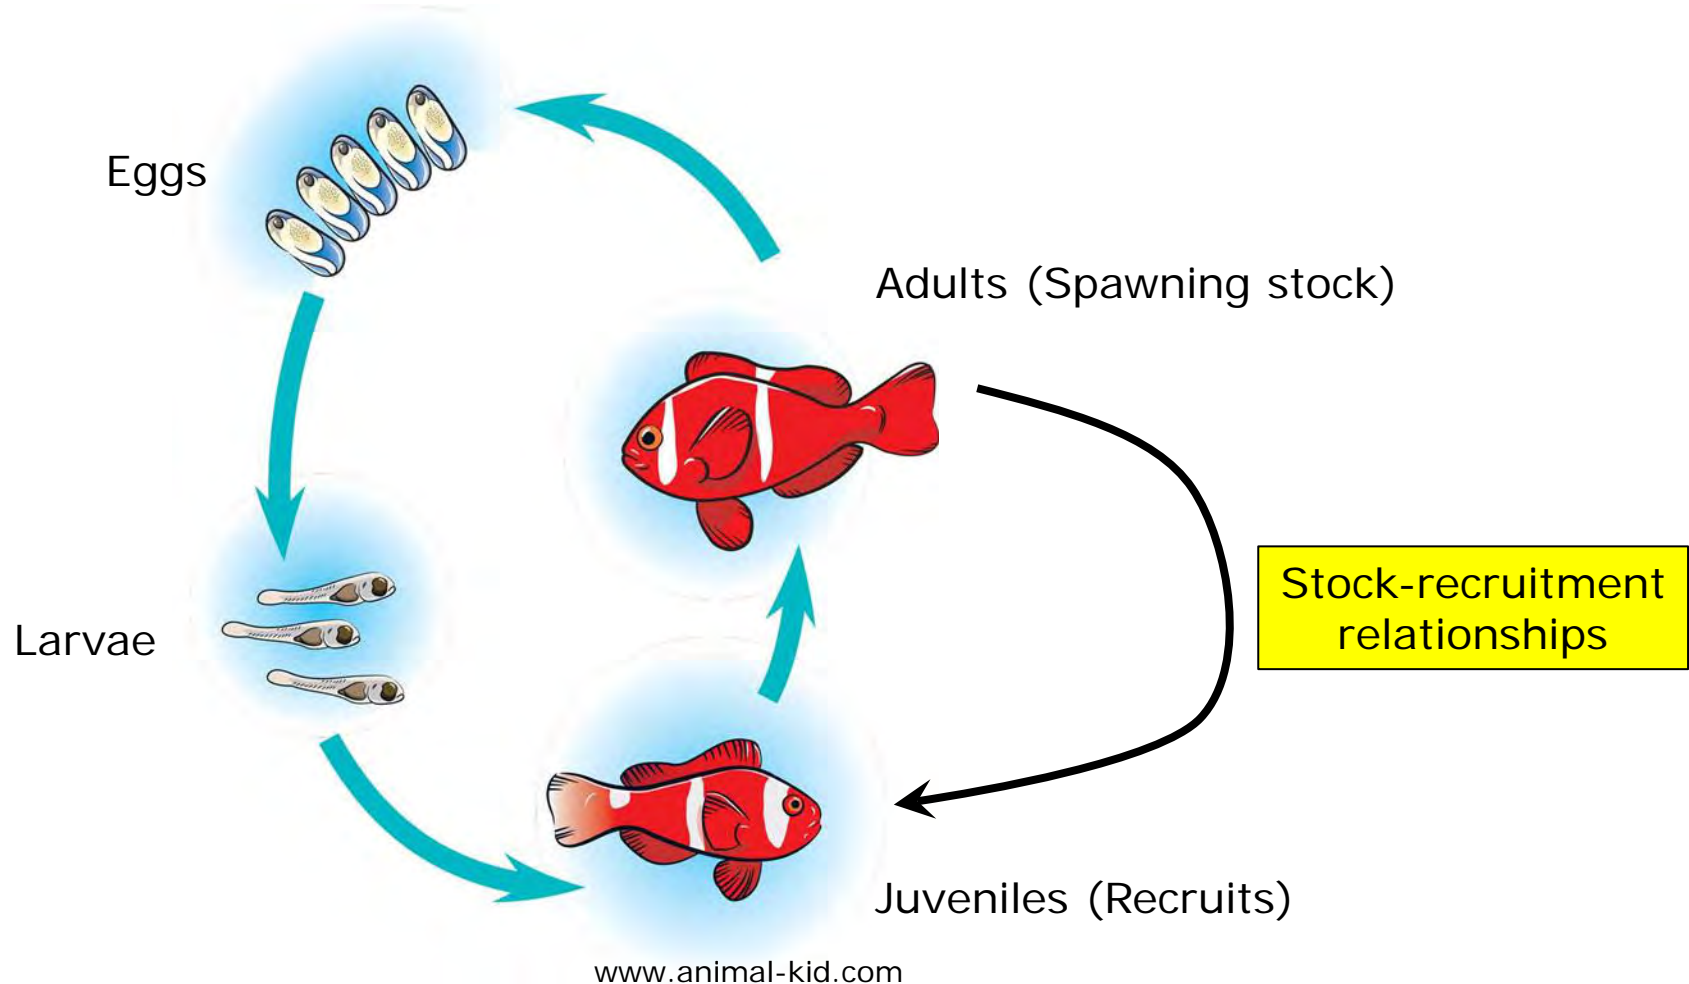 Eggs
Adults (Spawning stock)
Stock-recruitment
relationships
Larvae
Juveniles (Recruits)
www.animal-kid.com